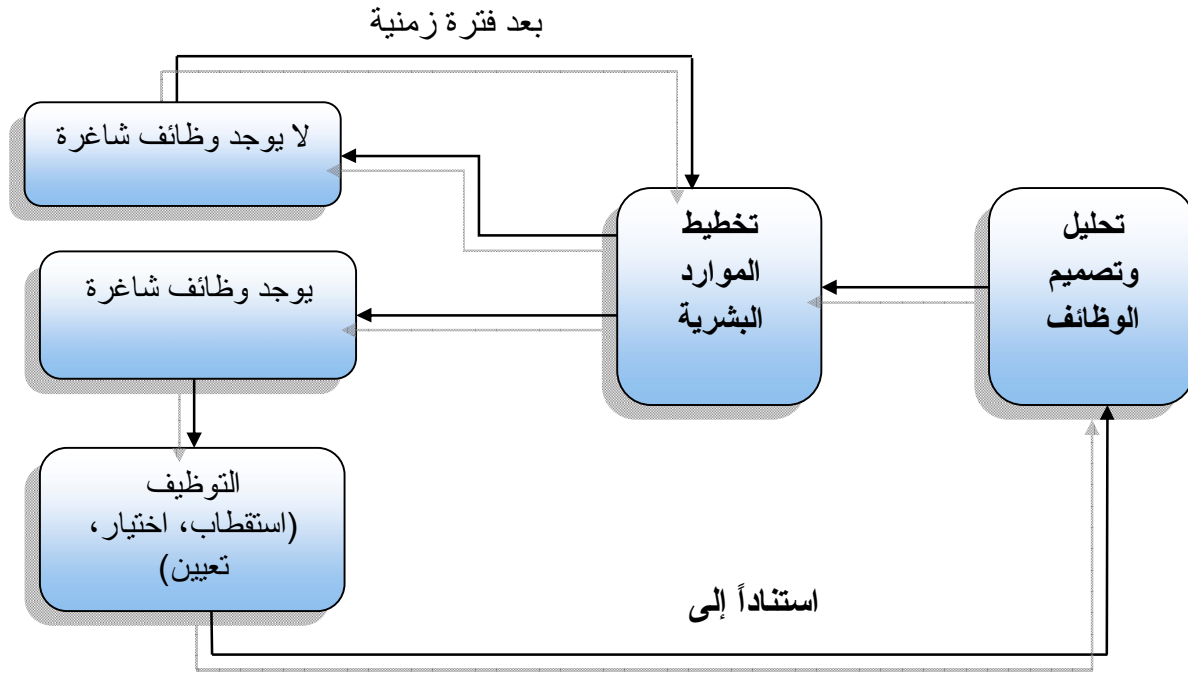 بعد فترة زمنية
لا يوجد وظائف شاغرة
تحليل
وتصميم
الوظائف
تخطيط
الموارد
البشرية
يوجد وظائف شاغرة
التوظيف
(استقطاب، اختيار،
تعيين)
استناداً إلى